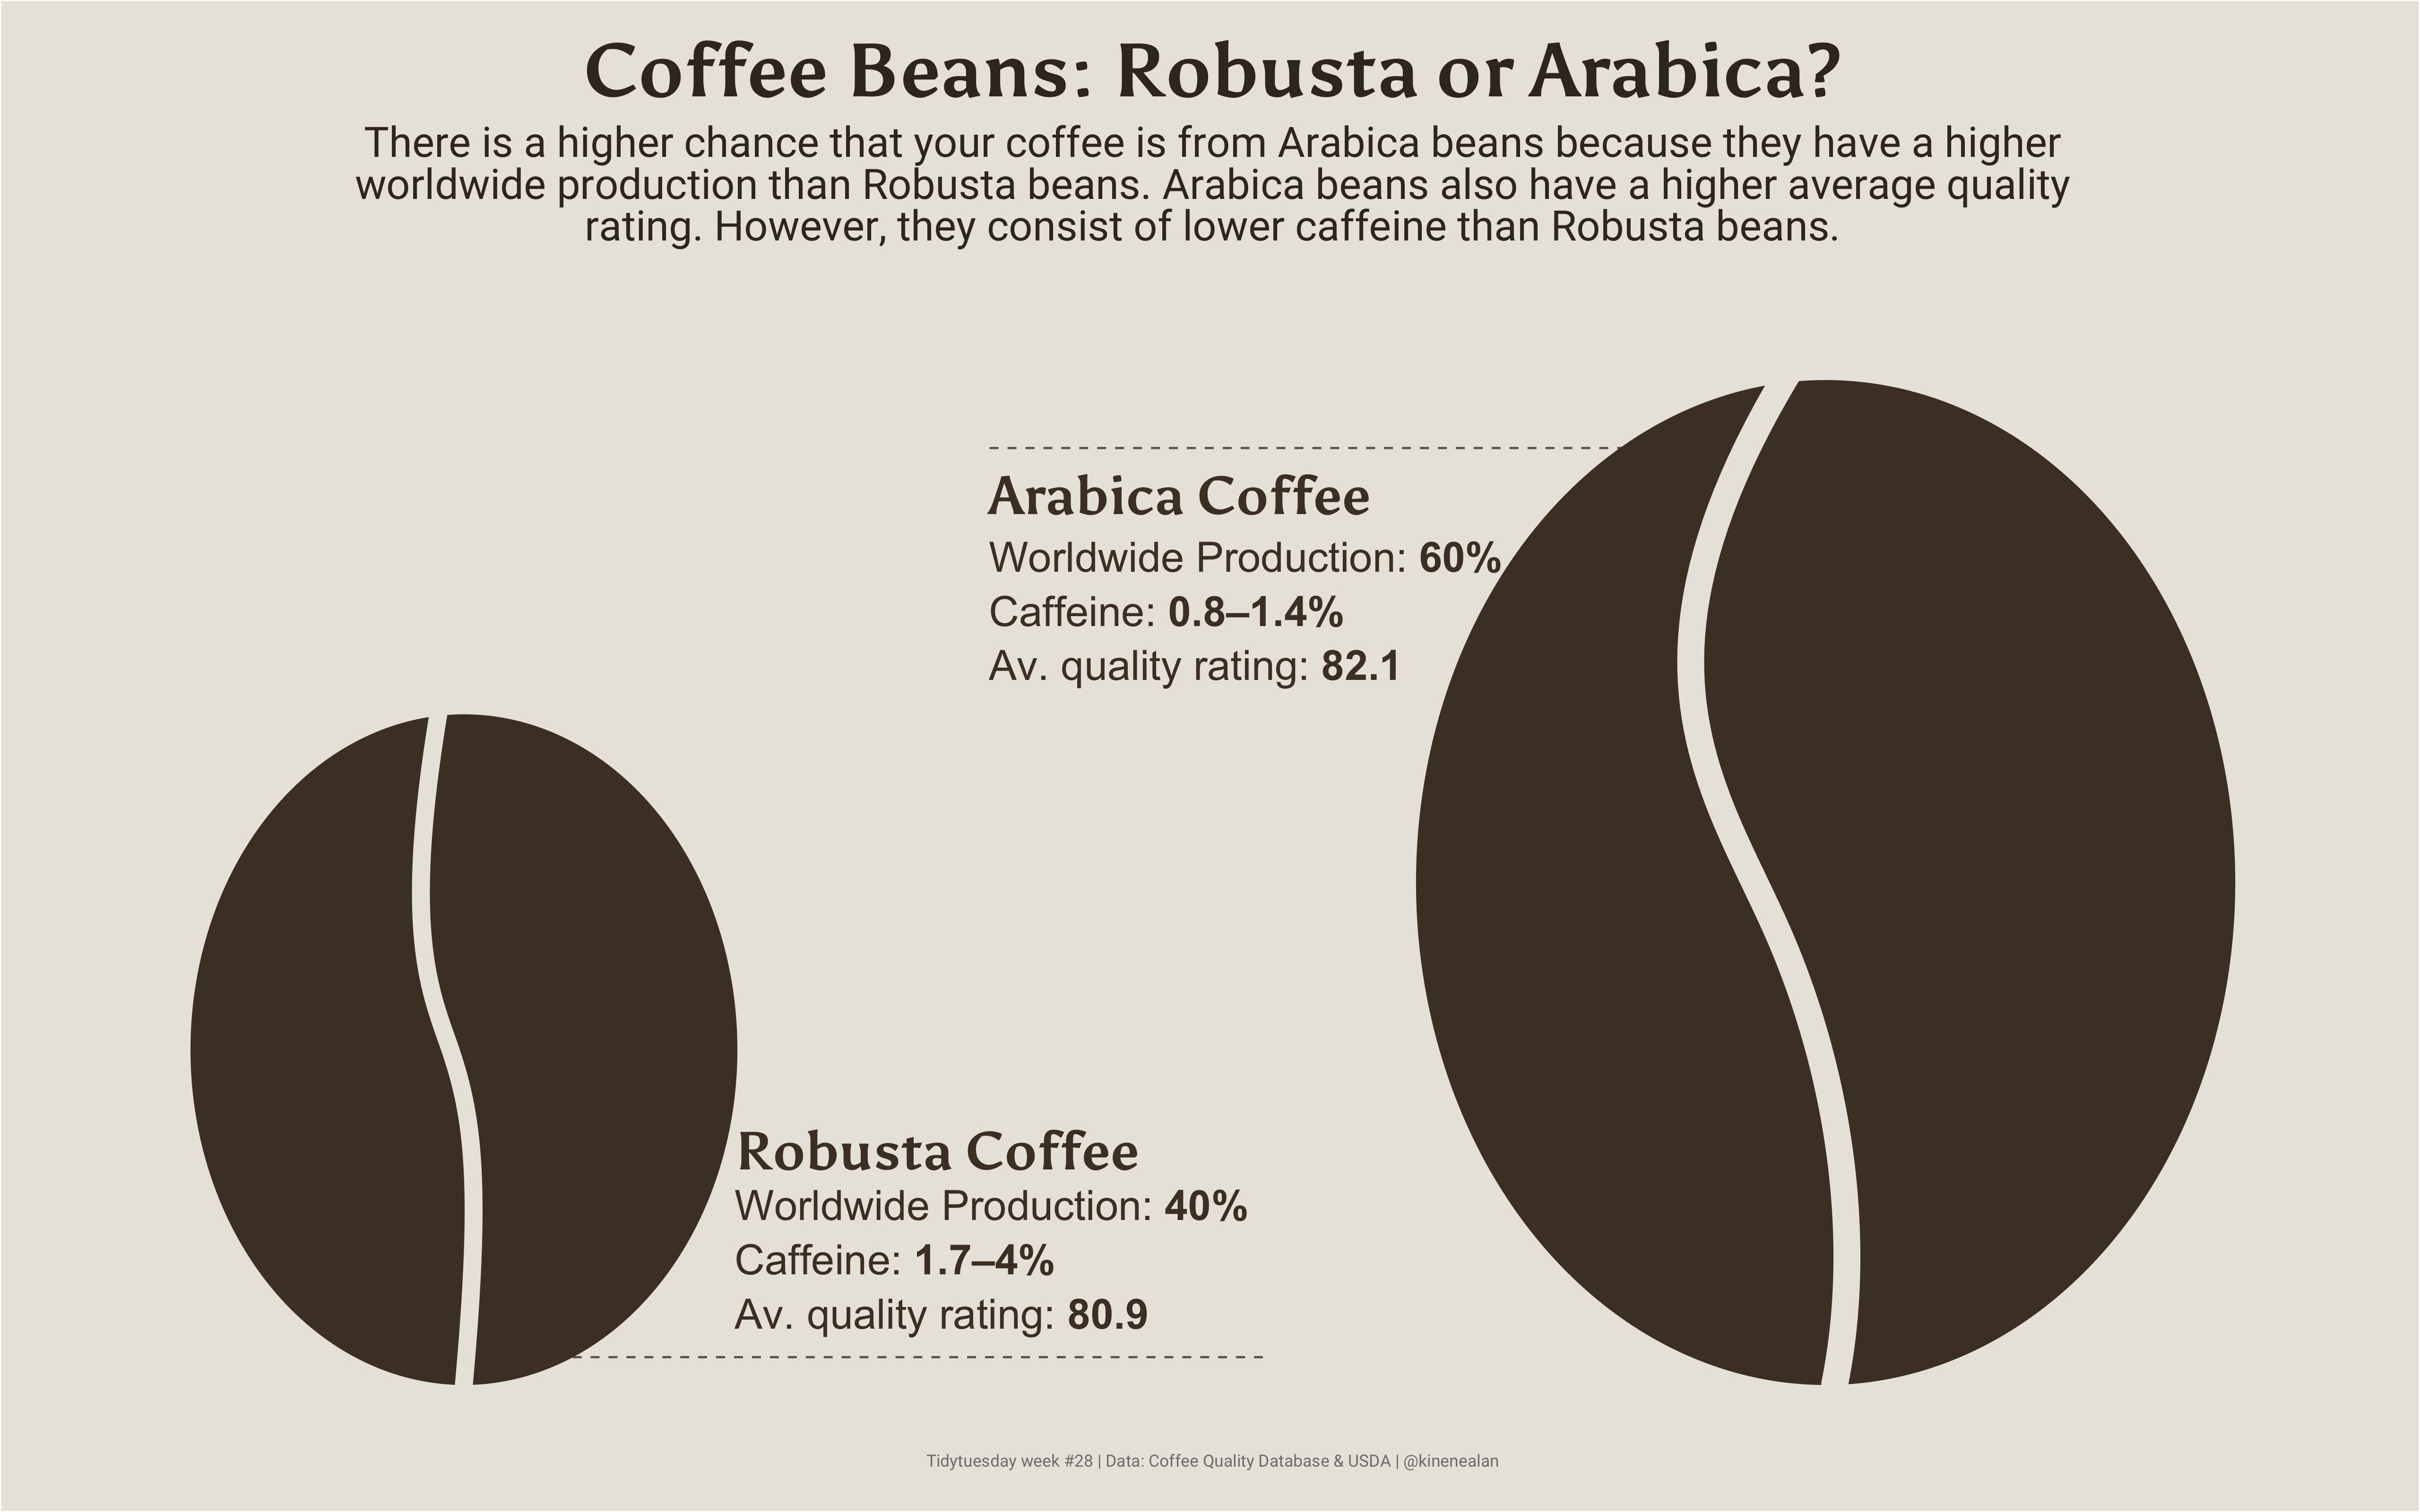 Coffee Beans: Robusta or Arabica?
There is a higher chance that your coffee is from Arabica beans because they have a higher
worldwide production than Robusta beans. Arabica beans also have a higher average quality
rating. However, they consist of lower caffeine than Robusta beans.
Arabica Coffee
Worldwide Production: 60%
Caffeine: 0.8–1.4%
Av. quality rating: 82.1
Robusta Coffee
Worldwide Production: 40%
Caffeine: 1.7–4%
Av. quality rating: 80.9
Tidytuesday week #28 | Data: Coffee Quality Database & USDA | @kinenealan